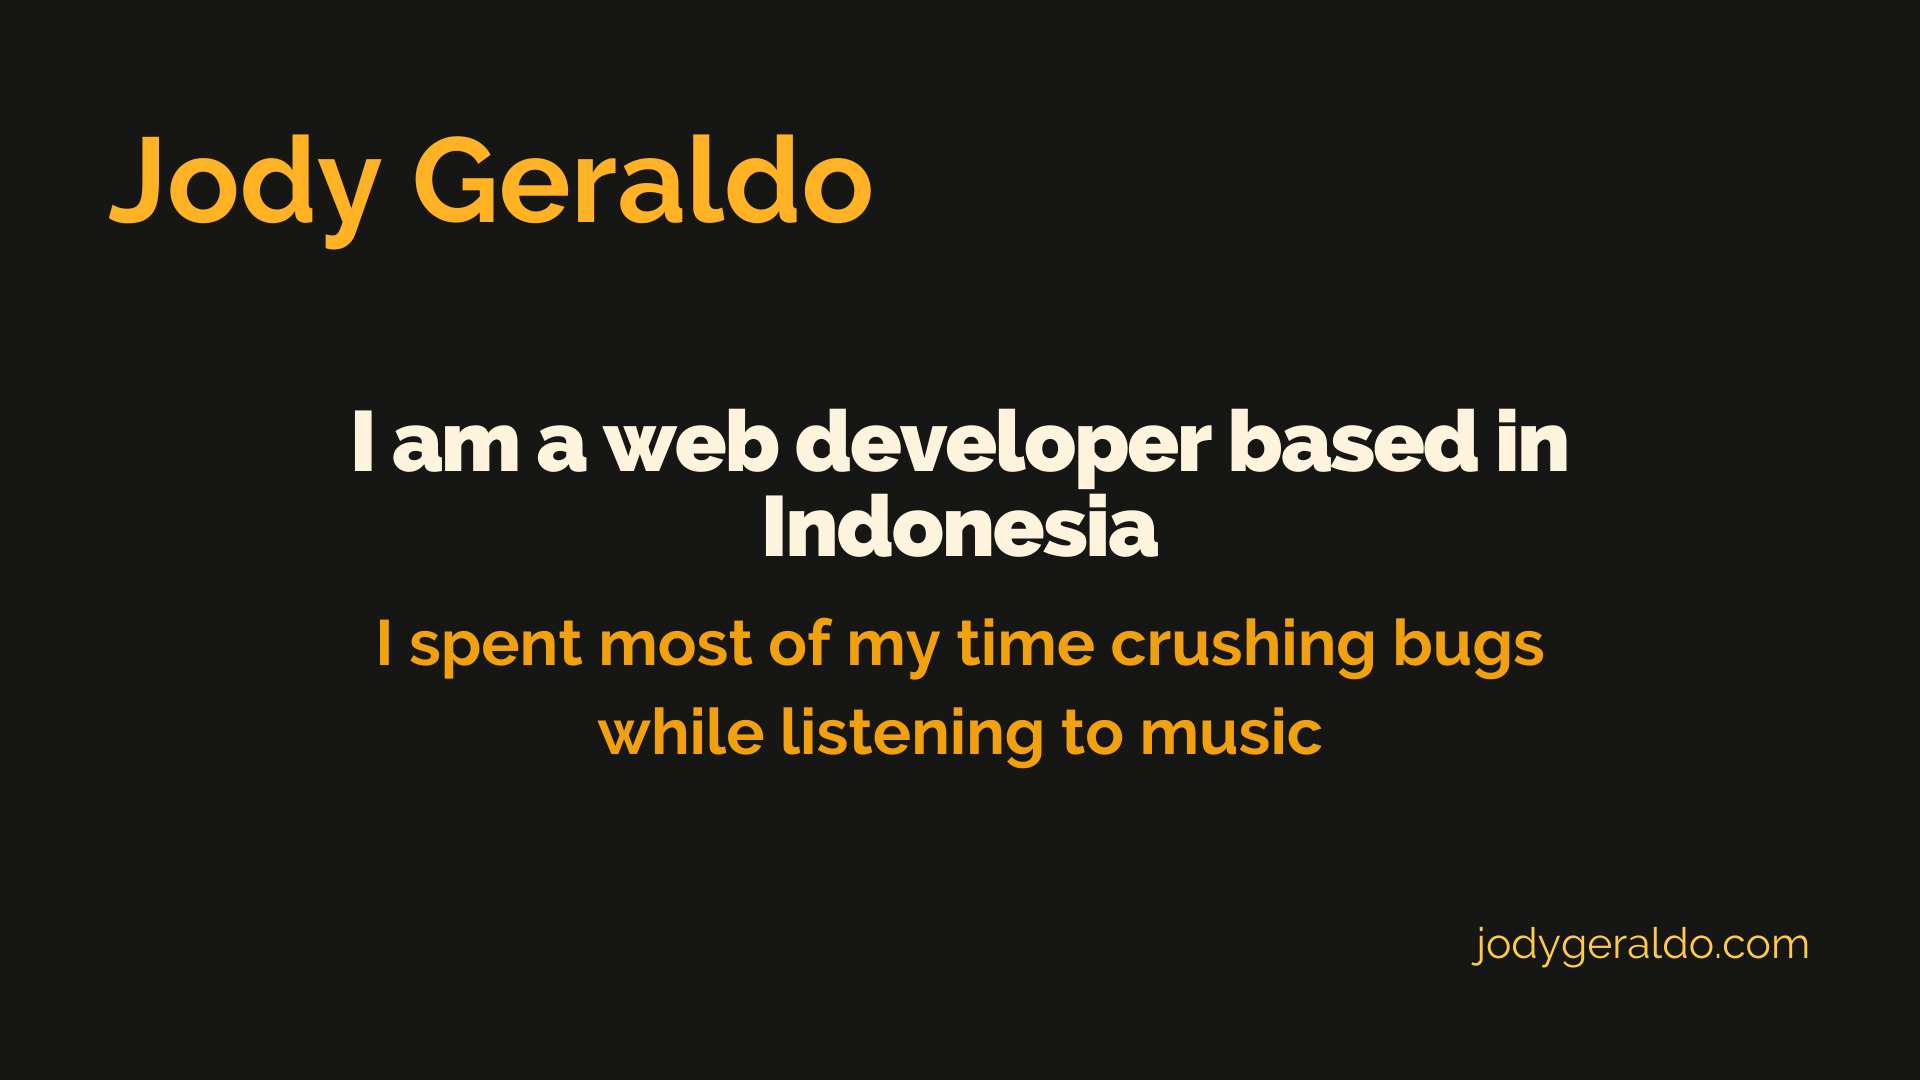 Jody Geraldo
I am a web developer based in
Indonesia
I spent most of my time crushing bugs
while listening to music
jodygeraldo.com